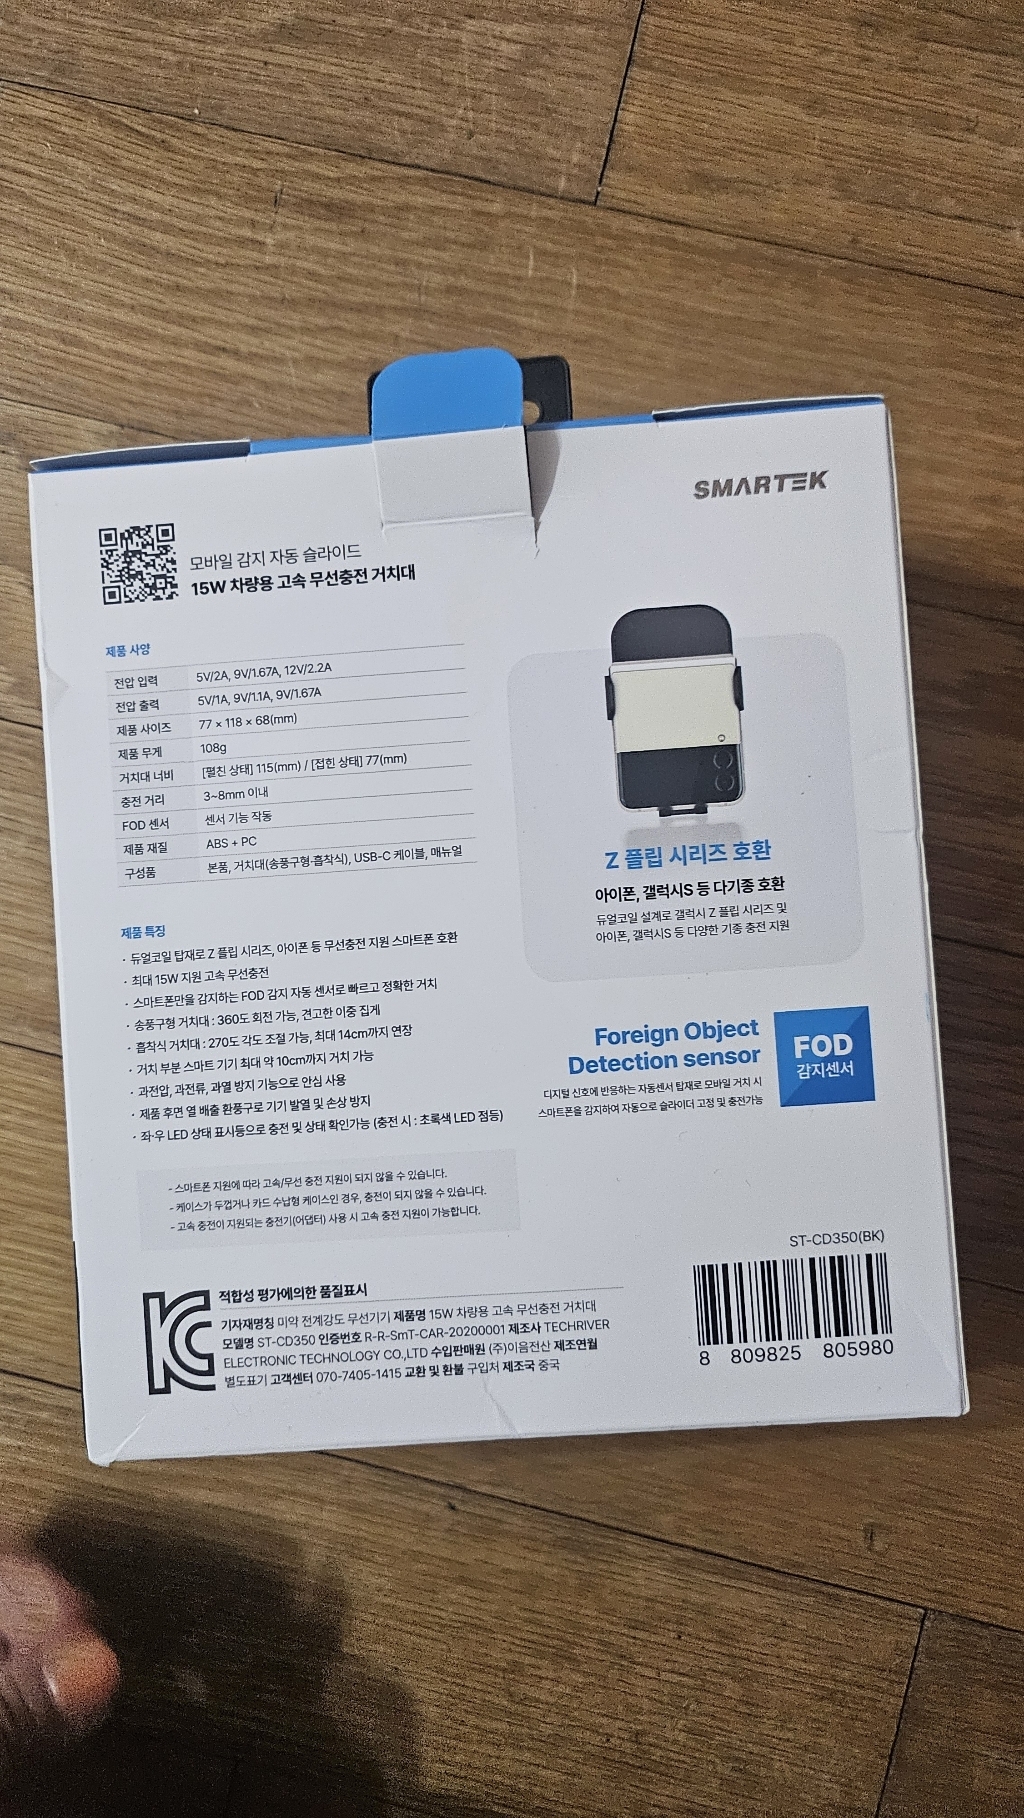 SMARTEK
모바일 감지 자동 슬라이드
15W 차량용 고속 무선충전 거치대
제품 사양
전압 입력 5V/2A, 9V/1.67A, 12V/2.2A
전압 출력 5V/1A, 9V/1.1A, 9V/1.67A
제품 사이즈 77 × 118 × 68(mm)
제품 무게 108g
거치대 너비 [펼친 상태] 115(mm) / [접힌 상태] 77(mm)
충전 거리 3~8mm 이내
FOD 센서 센서 기능 작동
제품 재질 ABS + PC
구성품 본품, 거치대(송풍구형·흡착식), USB-C 케이블, 매뉴얼
Z 플립 시리즈 호환
아이폰, 갤럭시S 등 다기종 호환
듀얼코일 설계로 갤럭시 Z 플립 시리즈 및
아이폰, 갤럭시S 등 다양한 기종 충전 지원
제품 특징
· 듀얼코일 탑재로 Z 플립 시리즈, 아이폰 등 무선충전 지원 스마트폰 호환
· 최대 15W 지원 고속 무선충전
· 스마트폰만을 감지하는 FOD 감지 자동 센서로 빠르고 정확한 거치
· 송풍구형 거치대 : 360도 회전 가능, 견고한 이중 집게
· 흡착식 거치대 : 270도 각도 조절 가능, 최대 14cm까지 연장
· 거치 부분 스마트 기기 최대 약 10cm까지 거치 가능
· 과전압, 과전류, 과열 방지 기능으로 안심 사용
· 제품 후면 열 배출 환풍구로 기기 발열 및 손상 방지
· 좌·우 LED 상태 표시등으로 충전 및 상태 확인가능 (충전 시 : 초록색 LED 점등)
Foreign Object
Detection sensor
디지털 신호에 반응하는 자동센서 탑재로 모바일 거치 시
스마트폰을 감지하여 자동으로 슬라이더 고정 및 충전가능
FOD
감지센서
- 스마트폰 지원에 따라 고속/무선 충전 지원이 되지 않을 수 있습니다.
- 케이스가 두껍거나 카드 수납형 케이스인 경우, 충전이 되지 않을 수 있습니다.
- 고속 충전이 지원되는 충전기(어댑터) 사용 시 고속 충전 지원이 가능합니다.
ST-CD350(BK)
8 809825 805980
적합성 평가에의한 품질표시
기자재명칭 미약 전계강도 무선기기 제품명 15W 차량용 고속 무선충전 거치대
모델명 ST-CD350 인증번호 R-R-SmT-CAR-20200001 제조사 TECHRIVER
ELECTRONIC TECHNOLOGY CO.,LTD 수입판매원 (주)이음전산 제조연월
별도표기 고객센터 070-7405-1415 교환 및 환불 구입처 제조국 중국